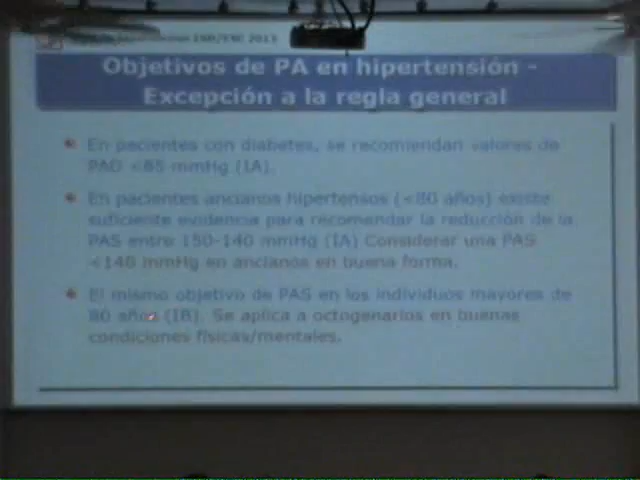 ESH/ESC 2013
Objetivos de PA en hipertensión -
Excepción a la regla general
En pacientes con diabetes, se recomiendan valores de
PAD <85 mmHg (IA).
En pacientes ancianos hipertensos (<80 años) existe
suficiente evidencia para recomendar la reducción de la
PAS entre 150-140 mmHg (IA) Considerar una PAS
<140 mmHg en ancianos en buena forma.
El mismo objetivo de PAS en los individuos mayores de
80 años (IB). Se aplica a octogenarios en buenas
condiciones físicas/mentales.